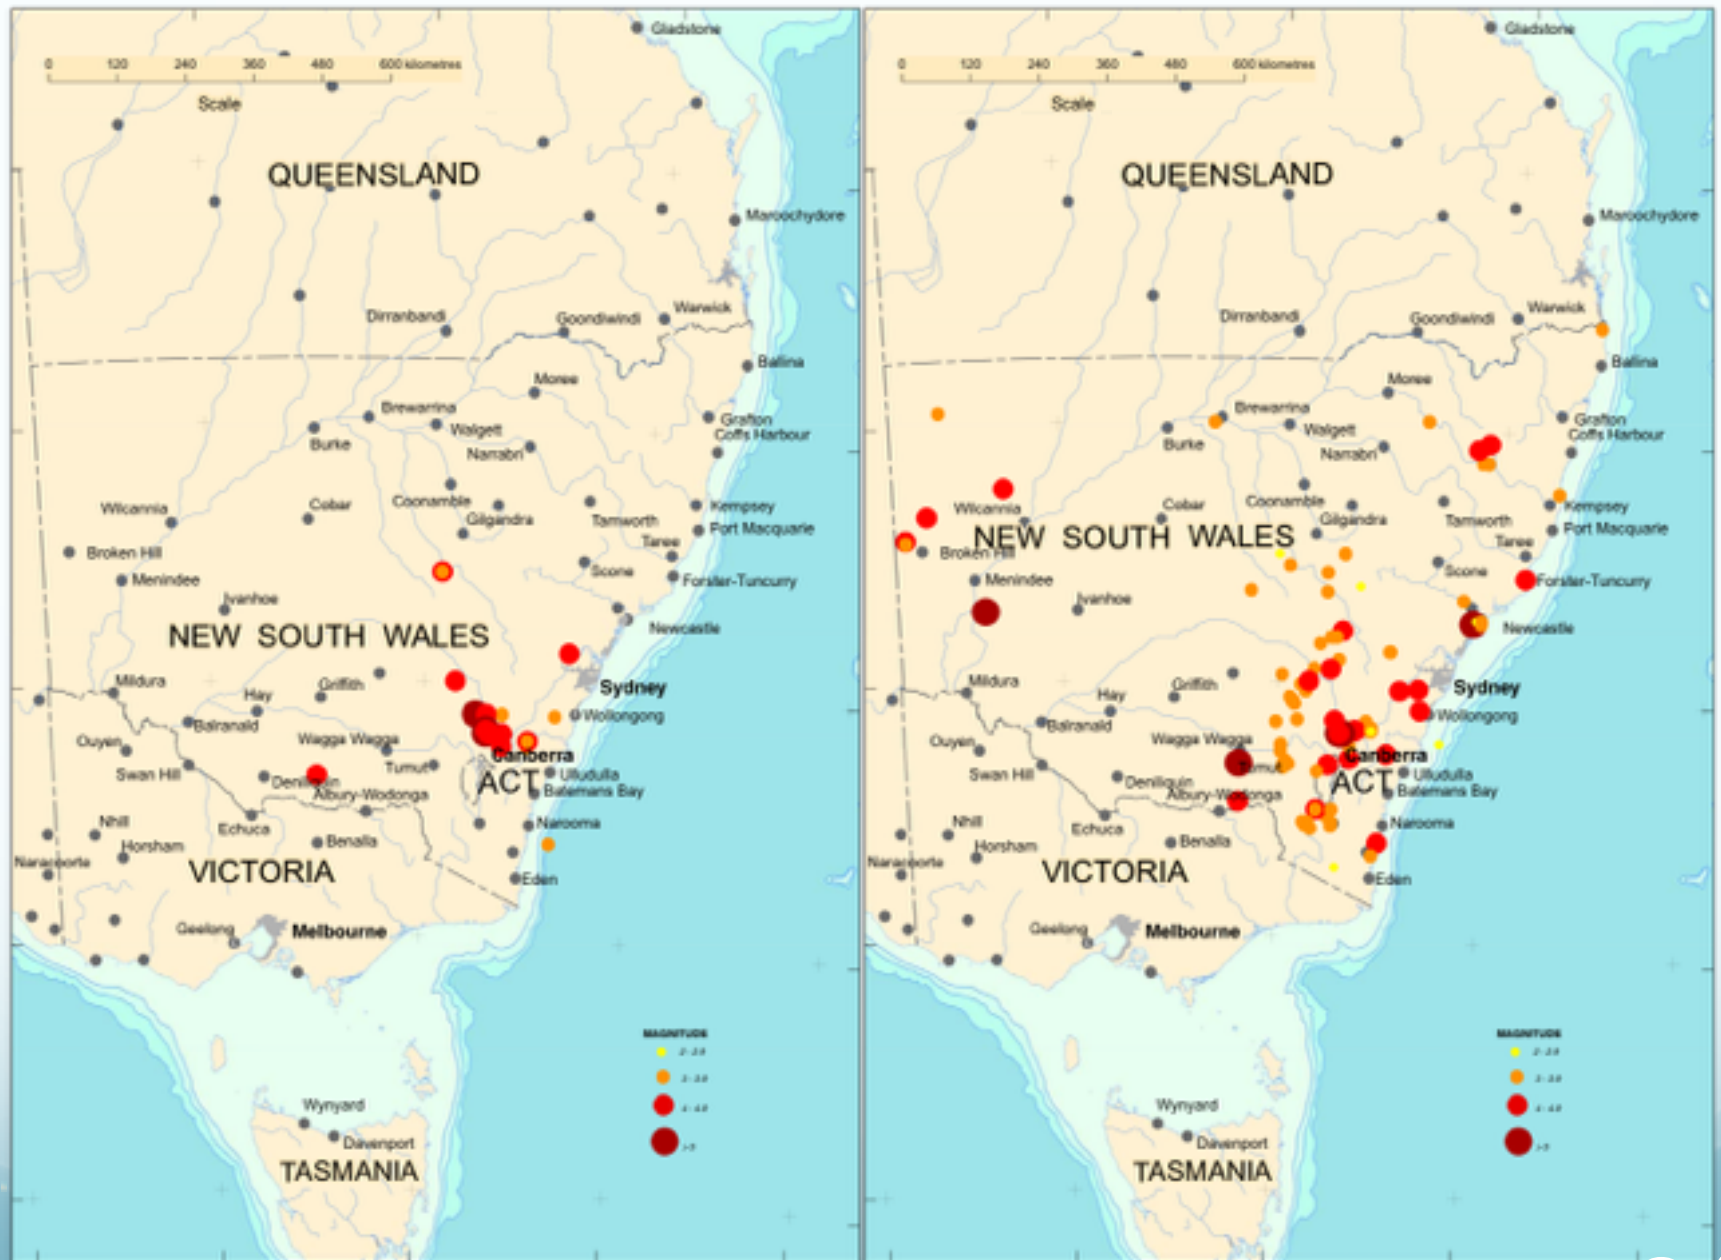 Gladstone
0 120 240 360 480 600 kilometres
Scale
QUEENSLAND
Maroochydore
Warwick
Dirranbandi
Goondiwindi
Ballina
Moree
Brewarrina
Grafton
Walgett
Coffs Harbour
Burke
Narrabri
Coonamble
Wilcannia
Cobar
Kempsey
Gilgandra
Tamworth
Port Macquarie
Taree
Broken Hill
Scone
Menindee
Forster-Tuncurry
Ivanhoe
Newcastle
NEW SOUTH WALES
Mildura
Griffith
Sydney
Hay
Wollongong
Balranald
Ouyen
Wagga Wagga
Canberra
Swan Hill
Tumut
ACT
Ulludulla
Deniliquin
Batemans Bay
Albury-Wodonga
Nhill
Echuca
Narooma
Horsham
Benalla
Naracoorte
VICTORIA
Eden
Geelong
Melbourne
MAGNITUDE
Wynyard
Davenport
TASMANIA
Gladstone
0 120 240 360 480 600 kilometres
Scale
QUEENSLAND
Maroochydore
Warwick
Dirranbandi
Goondiwindi
Ballina
Moree
Brewarrina
Grafton
Walgett
Coffs Harbour
Burke
Narrabri
Coonamble
Wilcannia
Cobar
Kempsey
Gilgandra
Tamworth
Port Macquarie
NEW SOUTH WALES
Taree
Broken Hill
Scone
Menindee
Forster-Tuncurry
Ivanhoe
Newcastle
Mildura
Griffith
Sydney
Hay
Wollongong
Balranald
Ouyen
Wagga Wagga
Canberra
Swan Hill
Tumut
ACT
Ulludulla
Deniliquin
Batemans Bay
Albury-Wodonga
Nhill
Echuca
Narooma
Horsham
Benalla
Naracoorte
VICTORIA
Eden
Geelong
Melbourne
MAGNITUDE
Wynyard
Davenport
TASMANIA